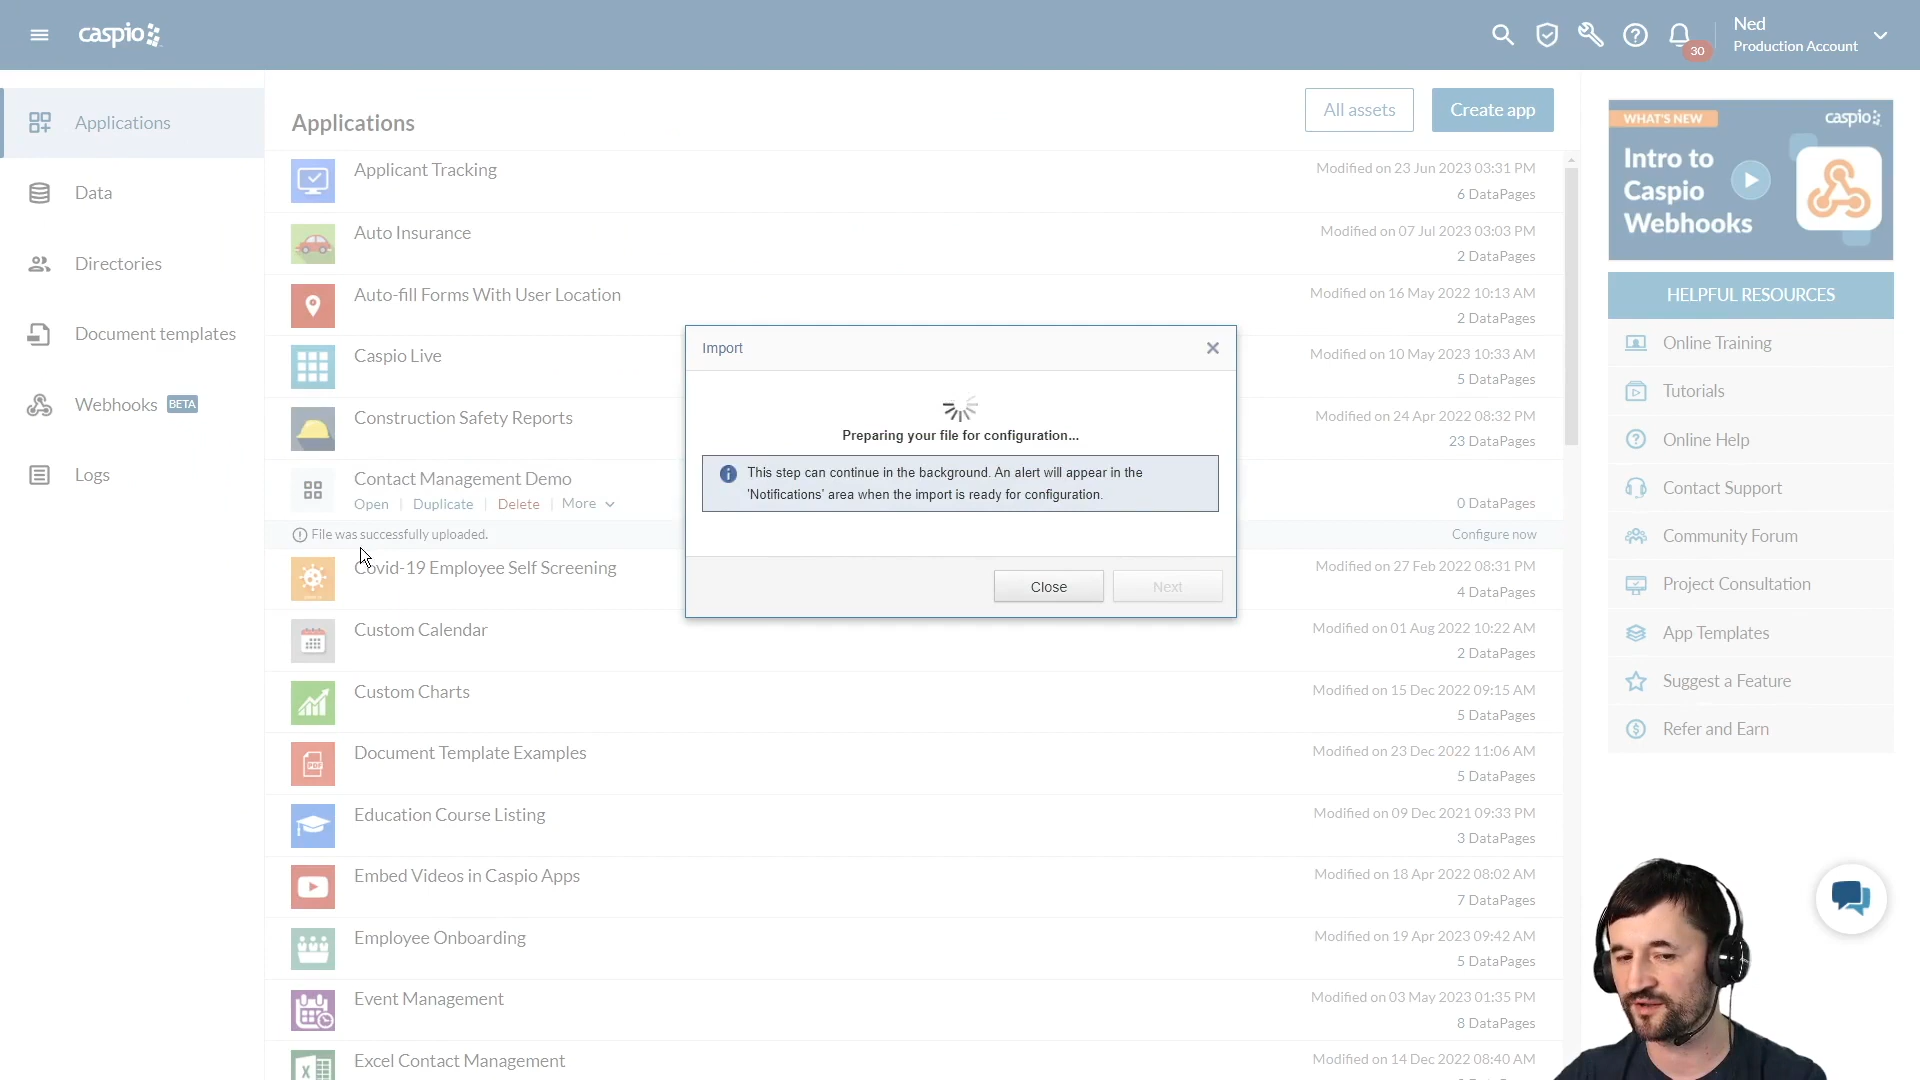 caspio
30
Ned
Production Account
Applications
Data
Directories
Document templates
Webhooks BETA
Logs
Applications
All assets
Create app
Applicant Tracking
Modified on 23 Jun 2023 03:31 PM
6 DataPages
Auto Insurance
Modified on 07 Jul 2023 03:03 PM
2 DataPages
Auto-fill Forms With User Location
Modified on 16 May 2022 10:13 AM
2 DataPages
Caspio Live
Modified on 10 May 2023 10:33 AM
5 DataPages
Construction Safety Reports
Modified on 24 Apr 2022 08:32 PM
23 DataPages
Contact Management Demo
Open | Duplicate | Delete | More
0 DataPages
File was successfully uploaded.
Configure now
Covid-19 Employee Self Screening
Modified on 27 Feb 2022 08:31 PM
4 DataPages
Custom Calendar
Modified on 01 Aug 2022 10:22 AM
2 DataPages
Custom Charts
Modified on 15 Dec 2022 09:15 AM
5 DataPages
PDF
Document Template Examples
Modified on 23 Dec 2022 11:06 AM
5 DataPages
Education Course Listing
Modified on 09 Dec 2021 09:33 PM
3 DataPages
Embed Videos in Caspio Apps
Modified on 18 Apr 2022 08:02 AM
7 DataPages
Employee Onboarding
Modified on 19 Apr 2023 09:42 AM
5 DataPages
Event Management
Modified on 03 May 2023 01:35 PM
8 DataPages
Excel Contact Management
Modified on 14 Dec 2022 08:40 AM
Import
Preparing your file for configuration...
This step can continue in the background. An alert will appear in the
'Notifications' area when the import is ready for configuration.
Close
Next
WHAT'S NEW
caspio
Intro to
Caspio
Webhooks
HELPFUL RESOURCES
Online Training
Tutorials
Online Help
Contact Support
Community Forum
Project Consultation
App Templates
Suggest a Feature
Refer and Earn